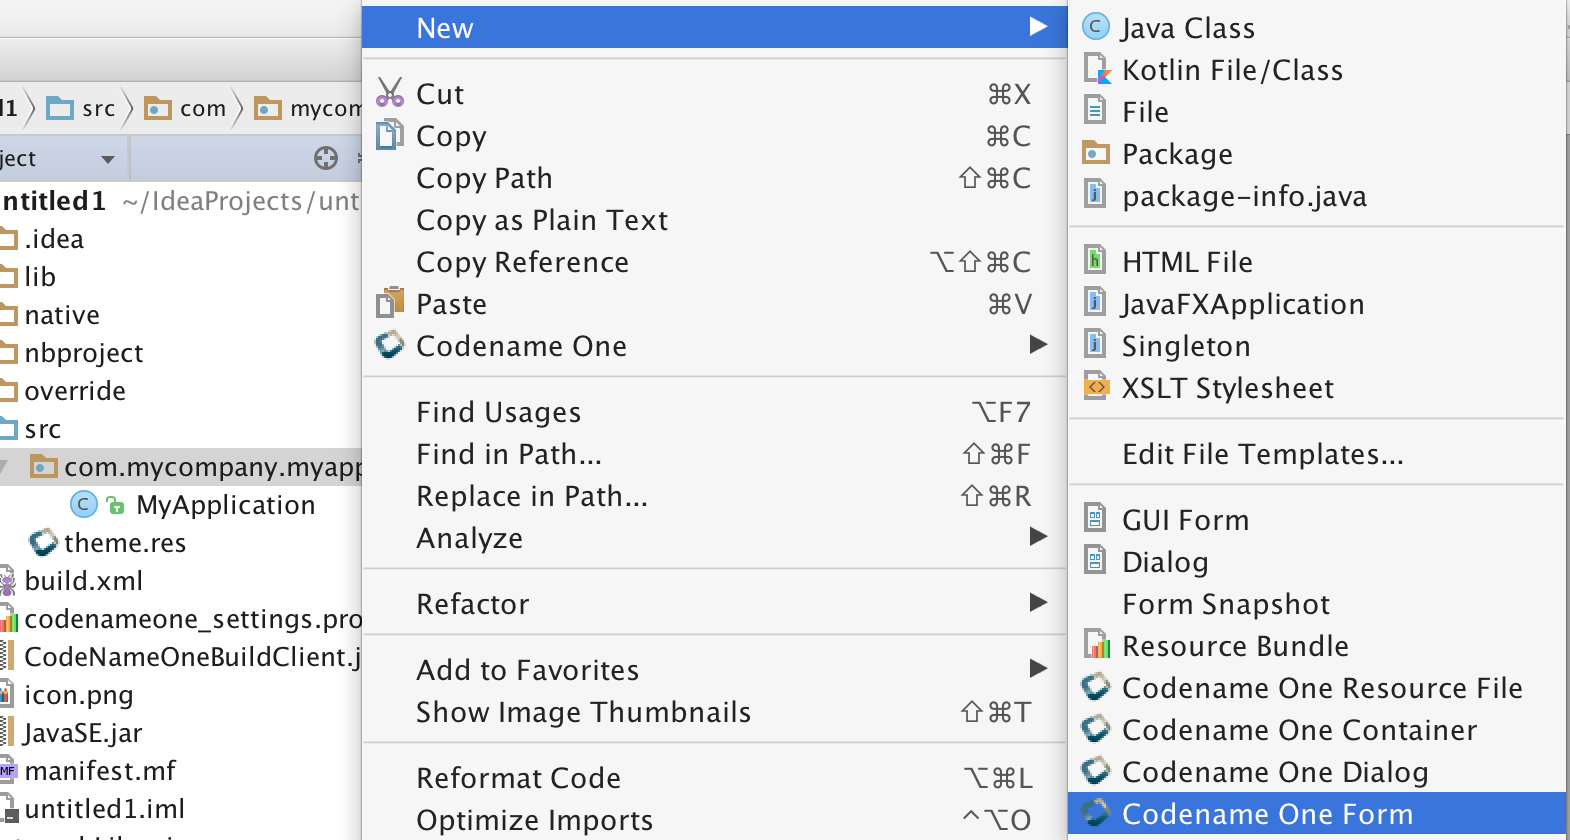 src com
ntitled1 ~/IdeaProjects/unt
.idea
lib
native
nbproject
override
src
com.mycompany.myapp
MyApplication
theme.res
build.xml
codenameone_settings.pro
CodeNameOneBuildClient.j
icon.png
JavaSE.jar
manifest.mf
untitled1.iml
New
Cut ⌘X
Copy ⌘C
Copy Path ⇧⌘C
Copy as Plain Text
Copy Reference ⌥⇧⌘C
Paste ⌘V
Codename One
Find Usages ⌥F7
Find in Path... ⇧⌘F
Replace in Path... ⇧⌘R
Analyze
Refactor
Add to Favorites
Show Image Thumbnails ⇧⌘T
Reformat Code ⌥⌘L
Optimize Imports ^⌥O
Java Class
Kotlin File/Class
File
Package
package-info.java
HTML File
JavaFXApplication
Singleton
XSLT Stylesheet
Edit File Templates...
GUI Form
Dialog
Form Snapshot
Resource Bundle
Codename One Resource File
Codename One Container
Codename One Dialog
Codename One Form